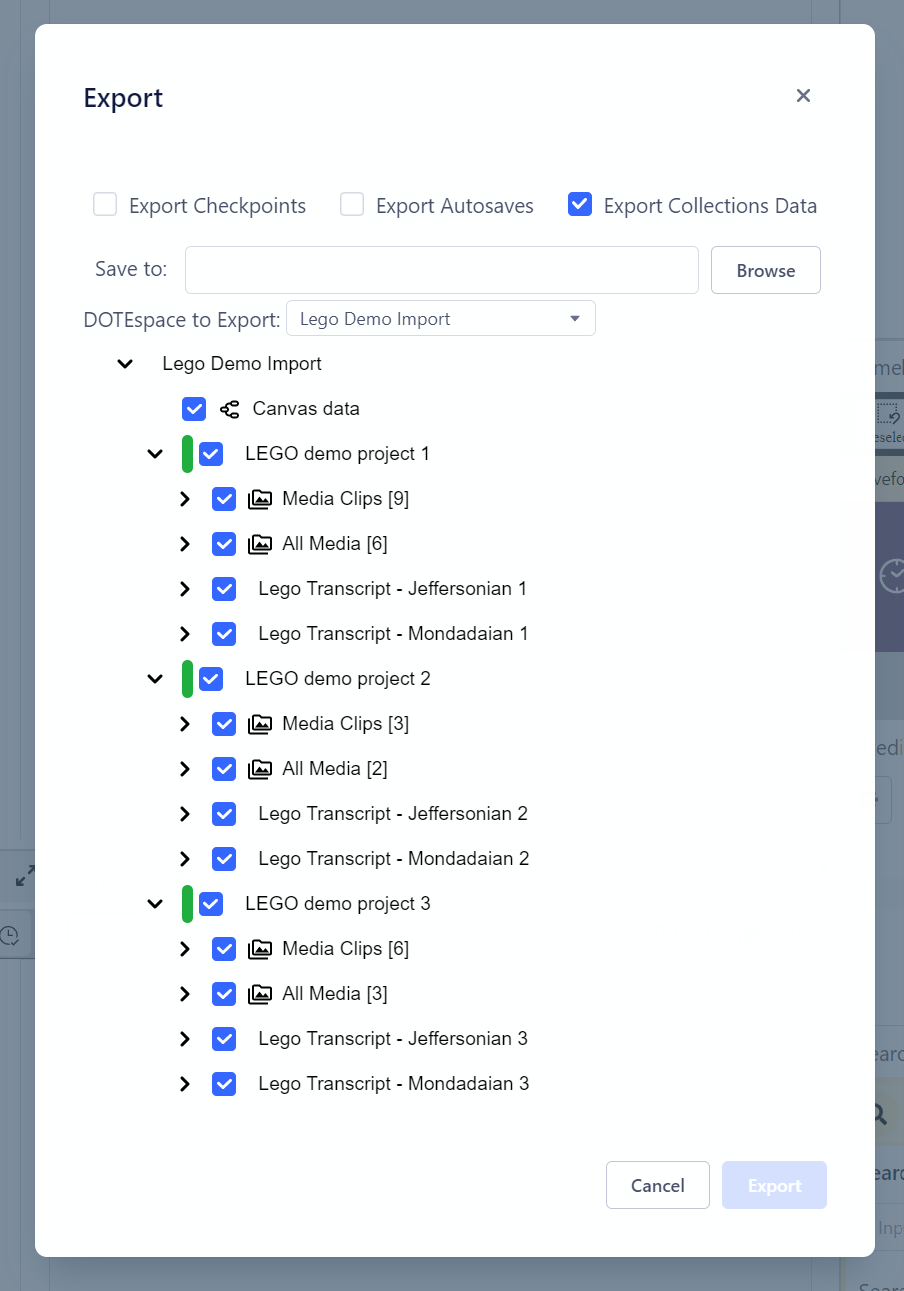 Export
Export Checkpoints Export Autosaves Export Collections Data
Save to: Browse
DOTEspace to Export: Lego Demo Import
Lego Demo Import
Canvas data
LEGO demo project 1
Media Clips [9]
All Media [6]
Lego Transcript - Jeffersonian 1
Lego Transcript - Mondadaian 1
LEGO demo project 2
Media Clips [3]
All Media [2]
Lego Transcript - Jeffersonian 2
Lego Transcript - Mondadaian 2
LEGO demo project 3
Media Clips [6]
All Media [3]
Lego Transcript - Jeffersonian 3
Lego Transcript - Mondadaian 3
Cancel Export